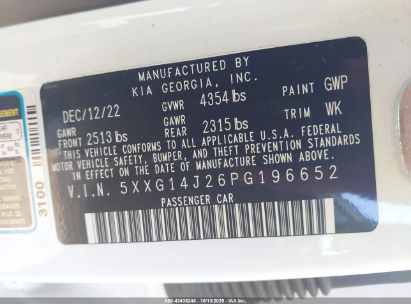 MANUFACTURED BY
KIA GEORGIA, INC.
DEC/12/22 GVWR 4354 lbs PAINT GWP
GAWR FRONT 2513 lbs GAWR REAR 2315 lbs TRIM WK
THIS VEHICLE CONFORMS TO ALL APPLICABLE U.S.A. FEDERAL
MOTOR VEHICLE SAFETY, BUMPER, AND THEFT PREVENTION STANDARDS
IN EFFECT ON THE DATE OF MANUFACTURE SHOWN ABOVE.
V.I.N. 5XXG14J26PG196652
PASSENGER CAR
3100